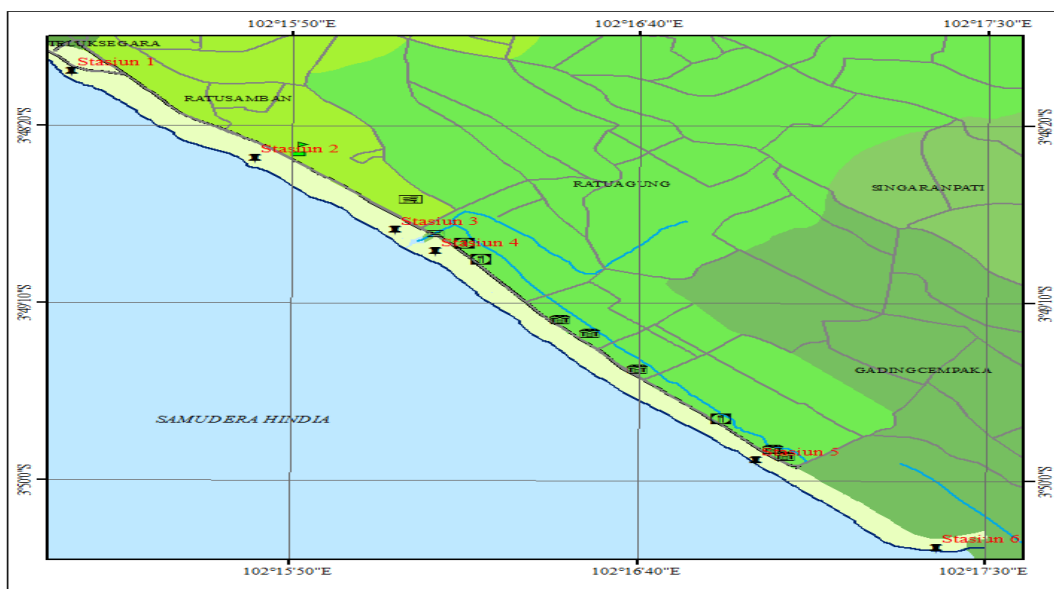 102°15'50"E 102°16'40"E 102°17'30"E
TELUKSEGARA
Stasiun 1
RATUSAMBAN
3°48'20"S 3°48'20"S
Stasiun 2
RATUAGUNG
SINGARANPATI
Stasiun 3
Stasiun 4
3°49'10"S 3°49'10"S
GADINGCEMPAKA
SAMUDERA HINDIA
Stasiun 5
3°50'0"S 3°50'0"S
Stasiun 6
102°15'50"E 102°16'40"E 102°17'30"E